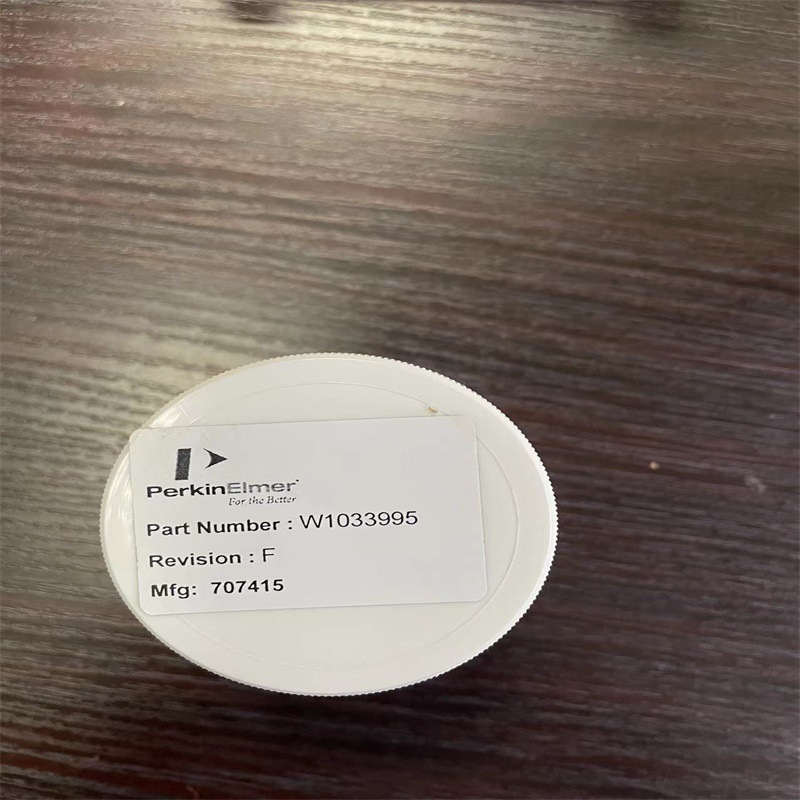 PerkinElmer
For the Better
Part Number : W1033995
Revision : F
Mfg: 707415